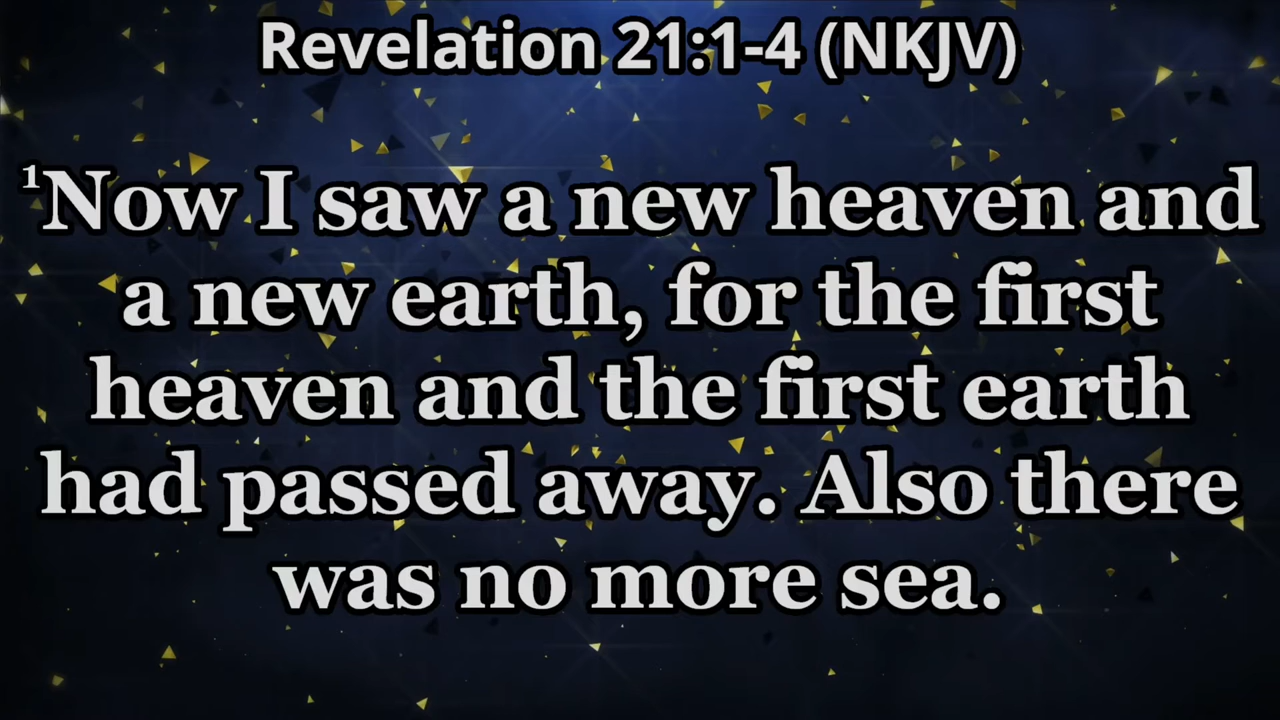 Revelation 21:1-4 (NKJV)
¹Now I saw a new heaven and
a new earth, for the first
heaven and the first earth
had passed away. Also there
was no more sea.